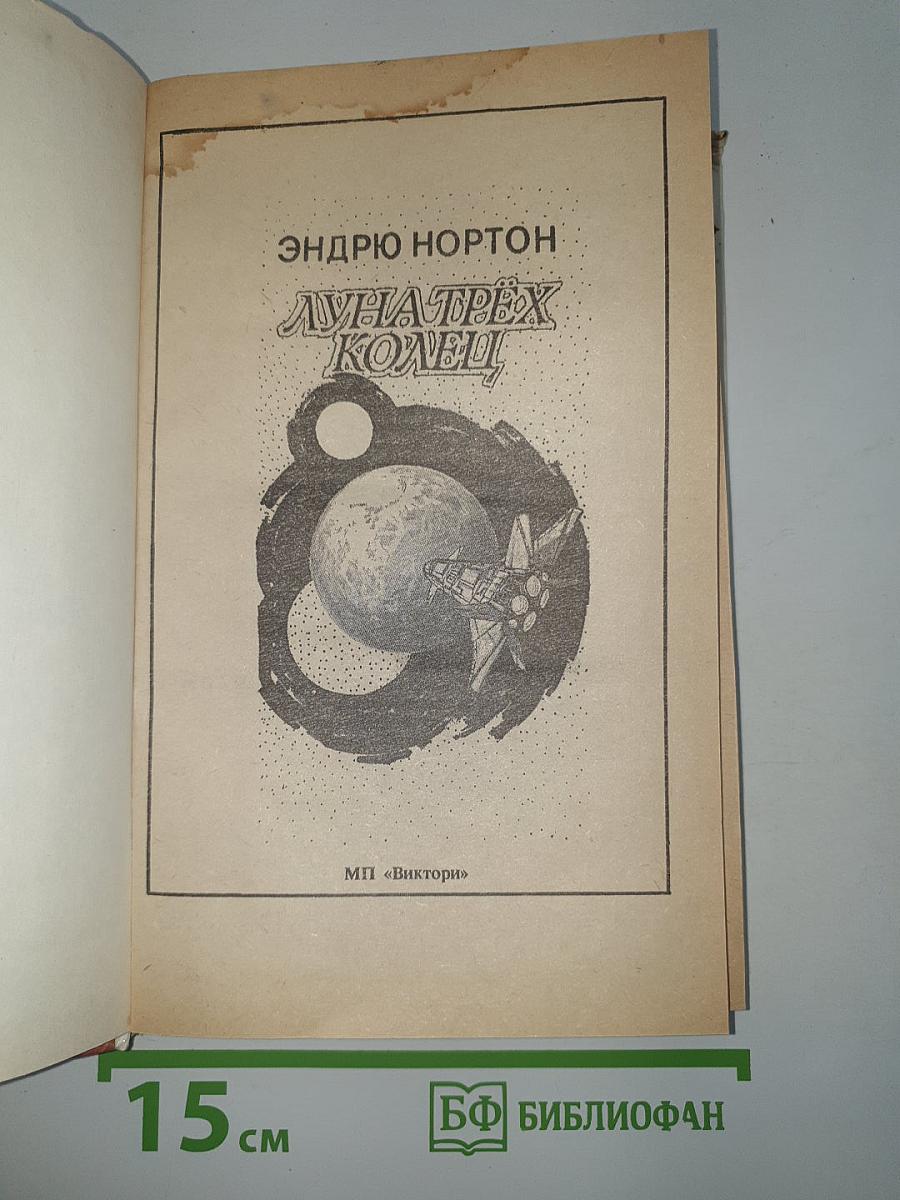 ЭНДРЮ НОРТОН
ЛУНА ТРЁХ
КОЛЕЦ
МП «Виктори»
15 см
БФ БИБЛИОФАН